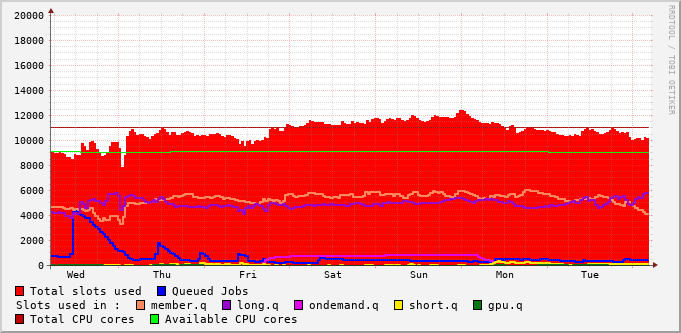 RRDTOOL / TOBI OETIKER
20000
18000
16000
14000
12000
10000
8000
6000
4000
2000
0
Wed Thu Fri Sat Sun Mon Tue
Total slots used Queued Jobs
Slots used in : member.q long.q ondemand.q short.q gpu.q
Total CPU cores Available CPU cores